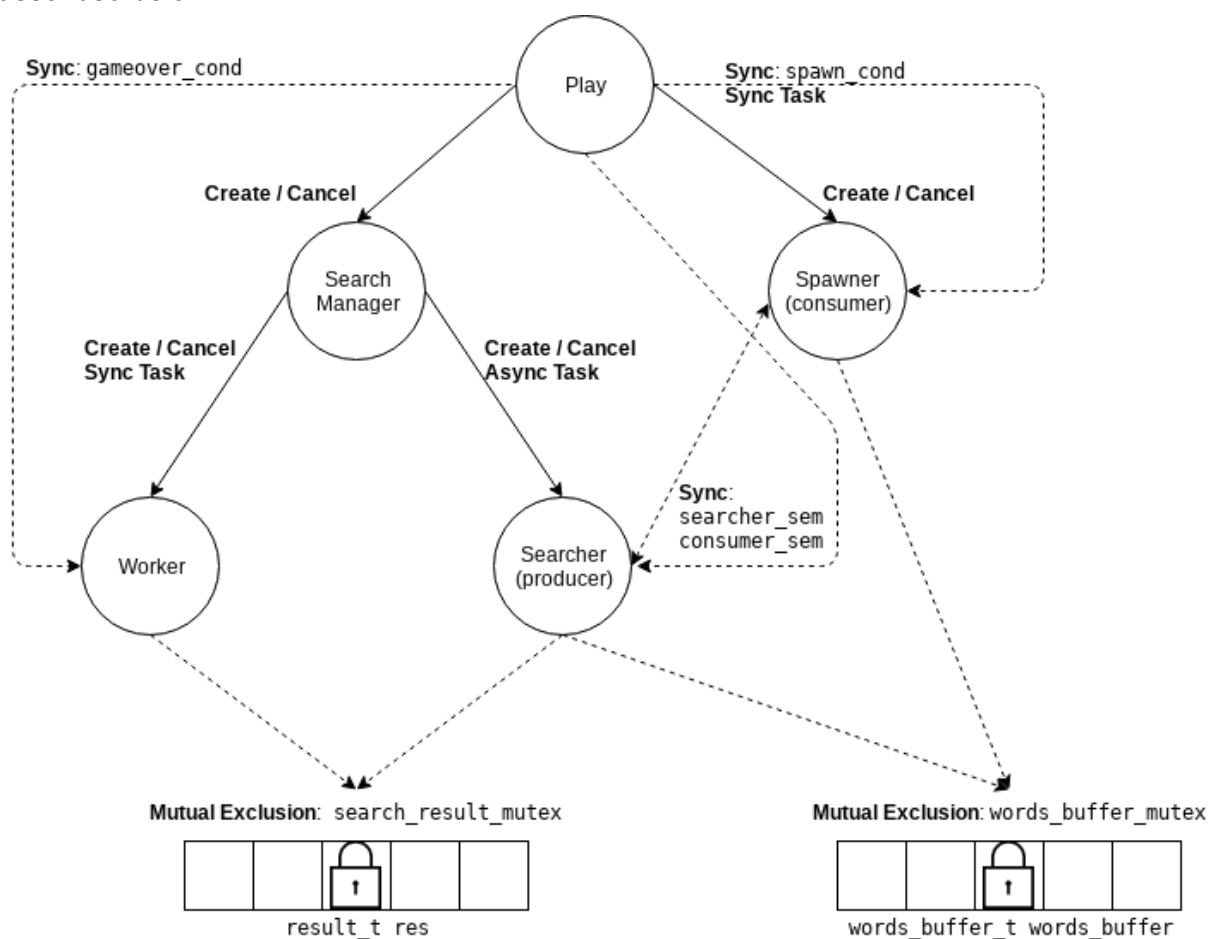 Play
Sync: gameover_cond
Sync: spawn_cond
Sync Task
Create / Cancel
Create / Cancel
Search
Manager
Spawner
(consumer)
Create / Cancel
Sync Task
Create / Cancel
Async Task
Sync:
searcher_sem
consumer_sem
Worker
Searcher
(producer)
Mutual Exclusion: search_result_mutex
Mutual Exclusion: words_buffer_mutex
result_t res
words_buffer_t words_buffer